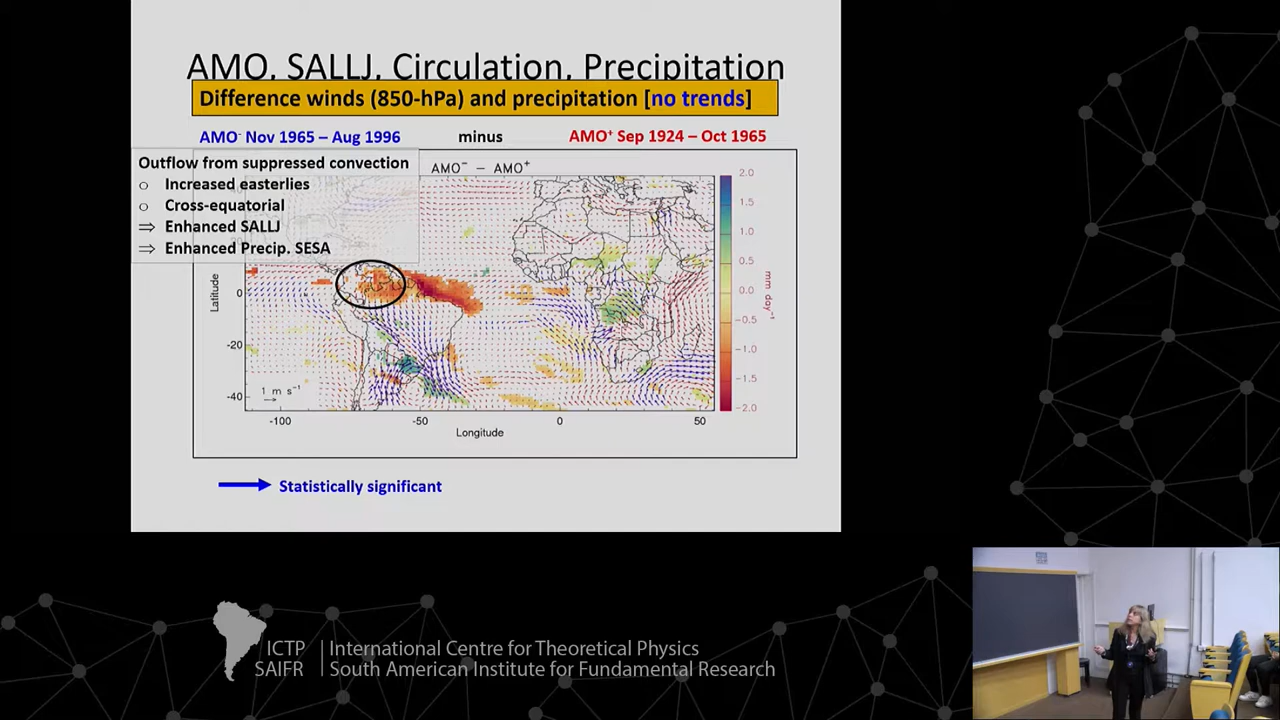 AMO, SALLJ, Circulation, Precipitation
Difference winds (850-hPa) and precipitation [no trends]
AMO- Nov 1965 – Aug 1996 minus AMO+ Sep 1924 – Oct 1965
Outflow from suppressed convection
o Increased easterlies
o Cross-equatorial
⇒ Enhanced SALLJ
⇒ Enhanced Precip. SESA
AMO⁻ − AMO⁺
2.0
1.5
1.0
0.5
0.0
−0.5
−1.0
−1.5
−2.0
mm day⁻¹
Latitude
0
-20
-40
1 m s⁻¹
-100 -50 0 50
Longitude
Statistically significant
ICTP
SAIFR
International Centre for Theoretical Physics
South American Institute for Fundamental Research